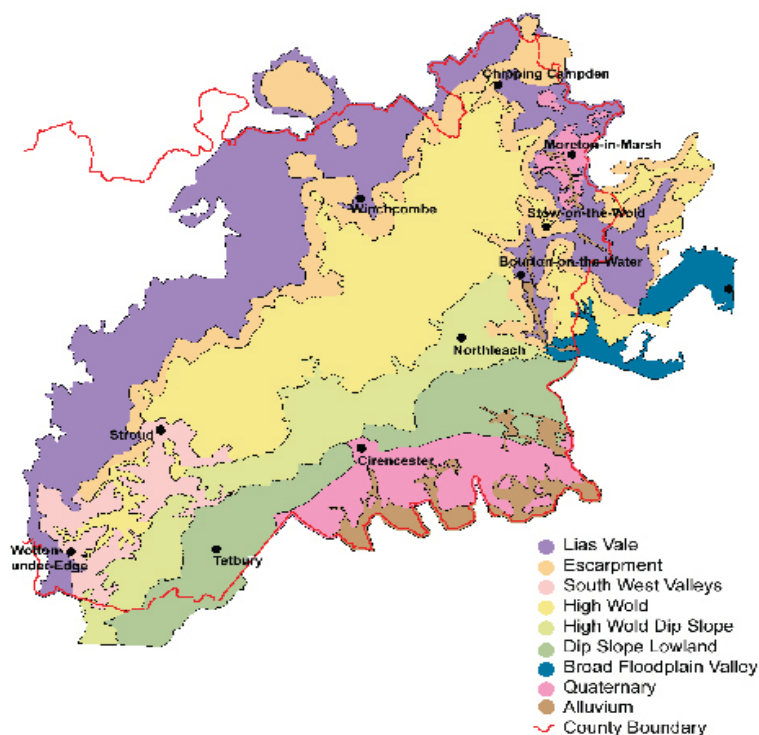 Chipping Campden
Moreton-in-Marsh
Winchcombe
Stow-on-the-Wold
Bourton-on-the-Water
Northleach
Stroud
Cirencester
Wotton-
under-Edge
Tetbury
Lias Vale
Escarpment
South West Valleys
High Wold
High Wold Dip Slope
Dip Slope Lowland
Broad Floodplain Valley
Quaternary
Alluvium
County Boundary